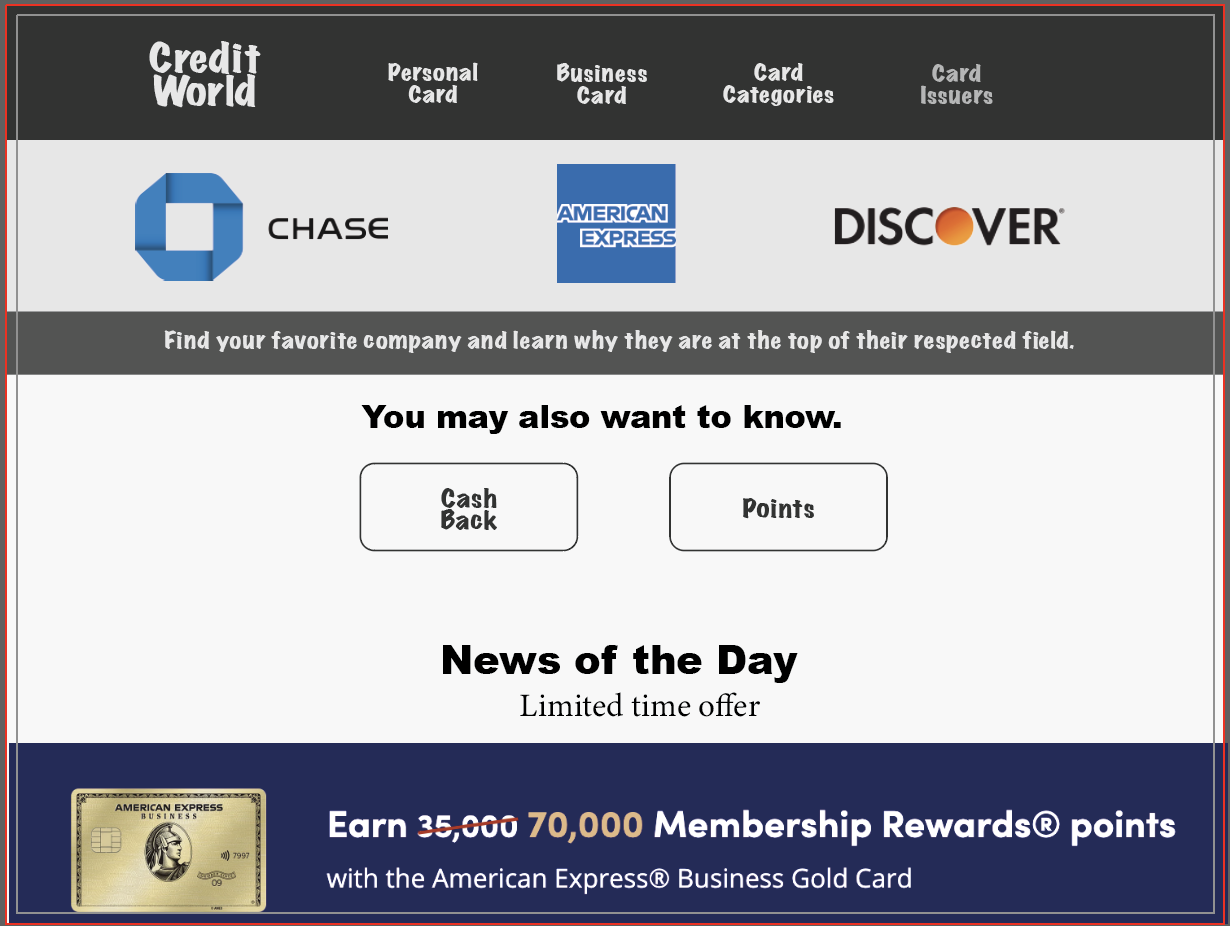 Credit
World
Personal
Card
Business
Card
Card
Categories
Card
Issuers
CHASE
AMERICAN
EXPRESS
DISCOVER®
Find your favorite company and learn why they are at the top of their respected field.
You may also want to know.
Cash
Back
Points
News of the Day
Limited time offer
AMERICAN EXPRESS
BUSINESS
7997
09
Earn 35,000 70,000 Membership Rewards® points
with the American Express® Business Gold Card